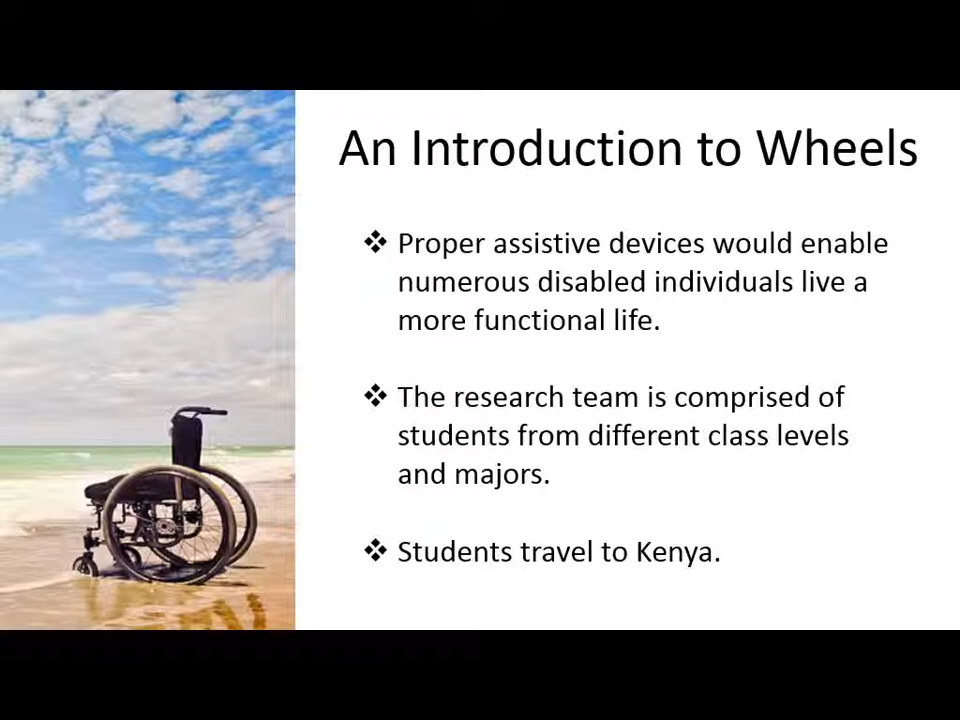 An Introduction to Wheels
❖ Proper assistive devices would enable
numerous disabled individuals live a
more functional life.
❖ The research team is comprised of
students from different class levels
and majors.
❖ Students travel to Kenya.